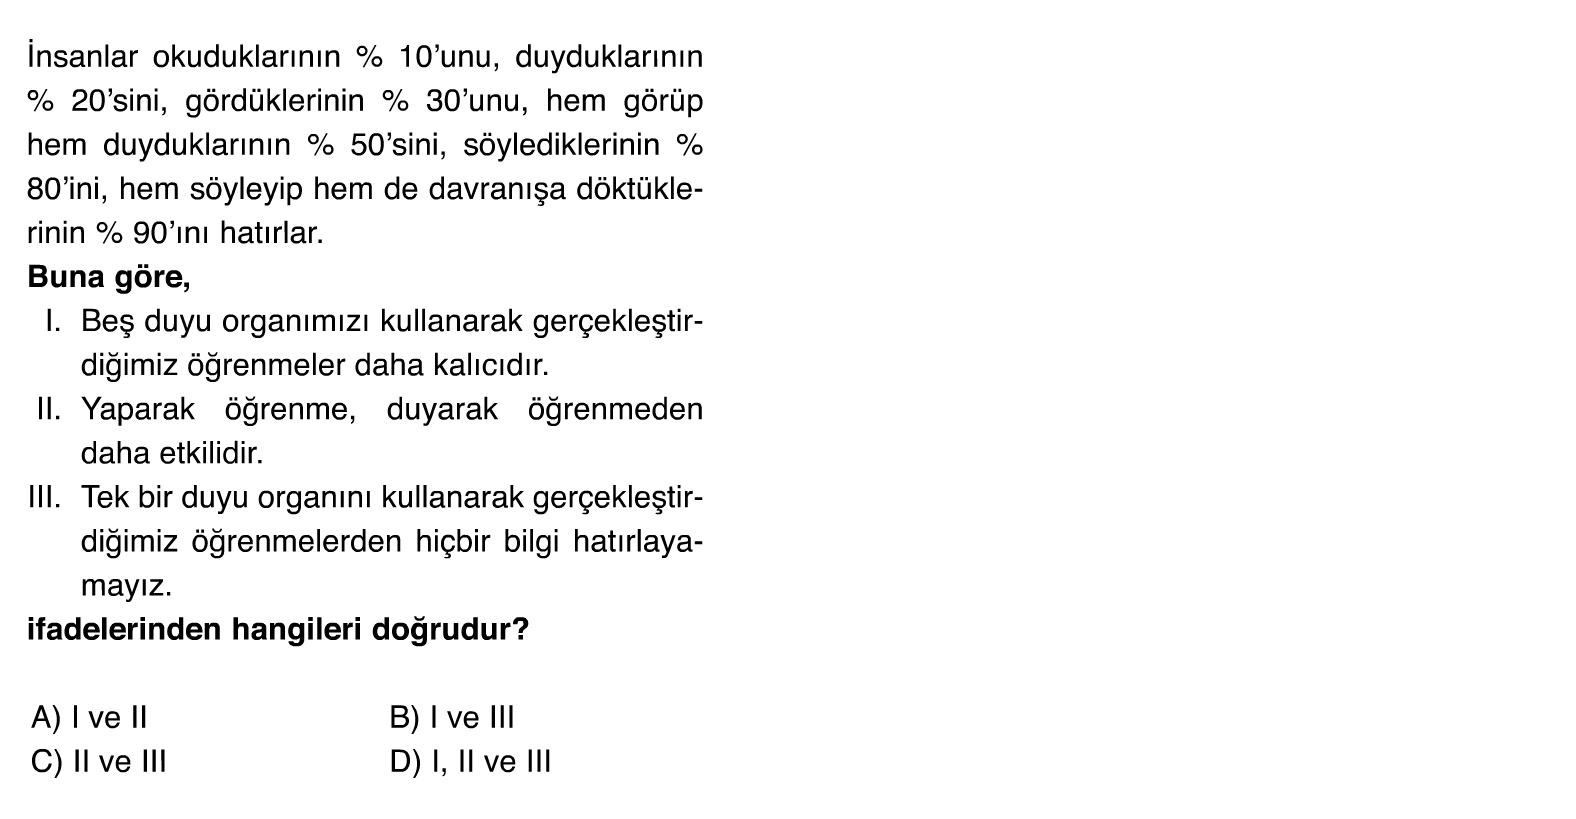 İnsanlar okuduklarının % 10’unu, duyduklarının
% 20’sini, gördüklerinin % 30’unu, hem görüp
hem duyduklarının % 50’sini, söylediklerinin %
80’ini, hem söyleyip hem de davranışa döktükle-
rinin % 90’ını hatırlar.
Buna göre,
I. Beş duyu organımızı kullanarak gerçekleştir-
diğimiz öğrenmeler daha kalıcıdır.
II. Yaparak öğrenme, duyarak öğrenmeden
daha etkilidir.
III. Tek bir duyu organını kullanarak gerçekleştir-
diğimiz öğrenmelerden hiçbir bilgi hatırlaya-
mayız.
ifadelerinden hangileri doğrudur?
A) I ve II B) I ve III
C) II ve III D) I, II ve III